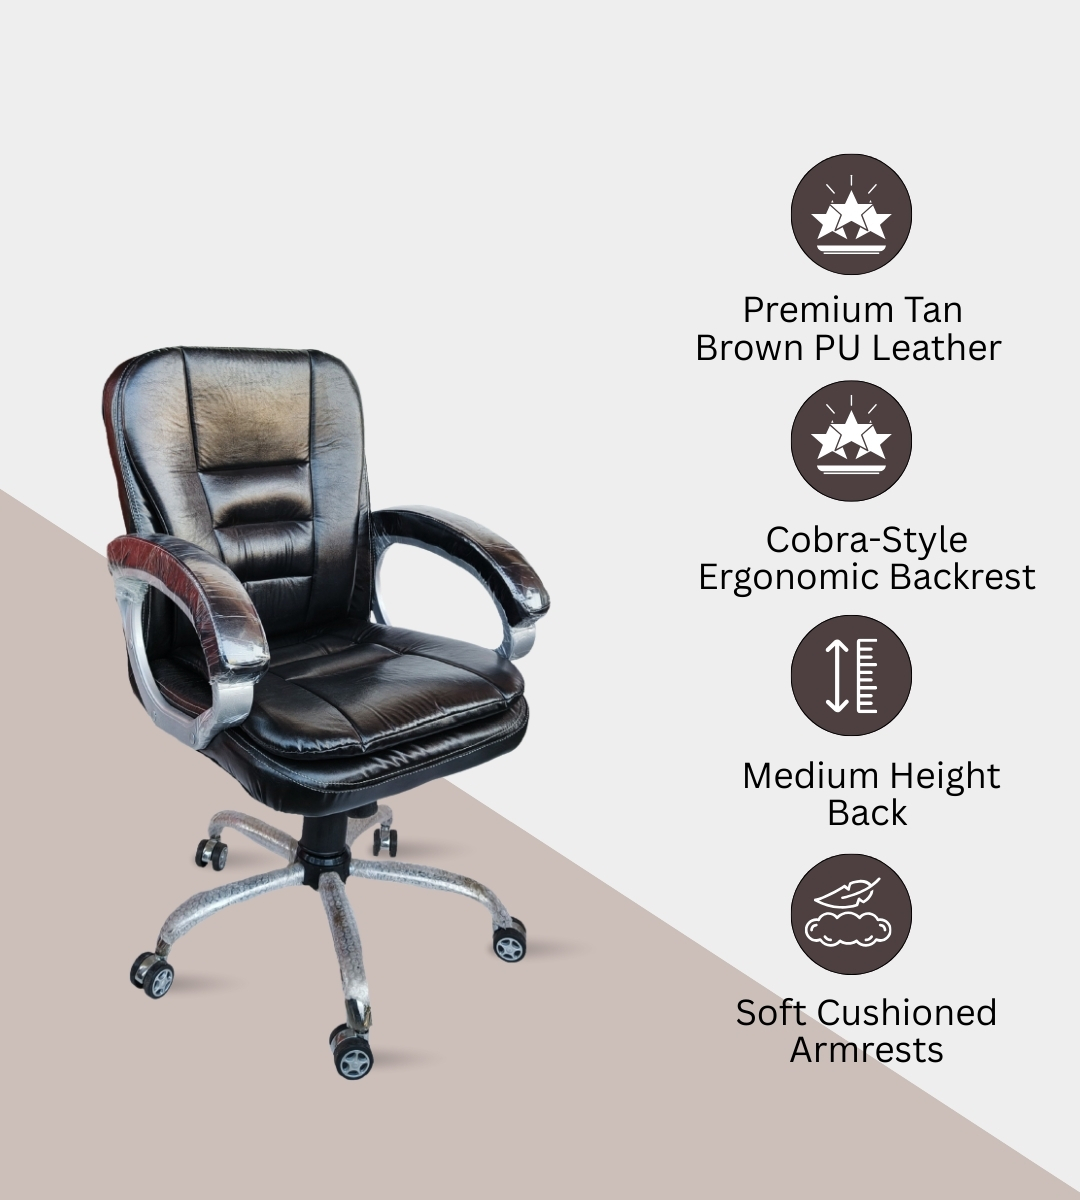 Premium Tan
Brown PU Leather
Cobra-Style
Ergonomic Backrest
Medium Height
Back
Soft Cushioned
Armrests